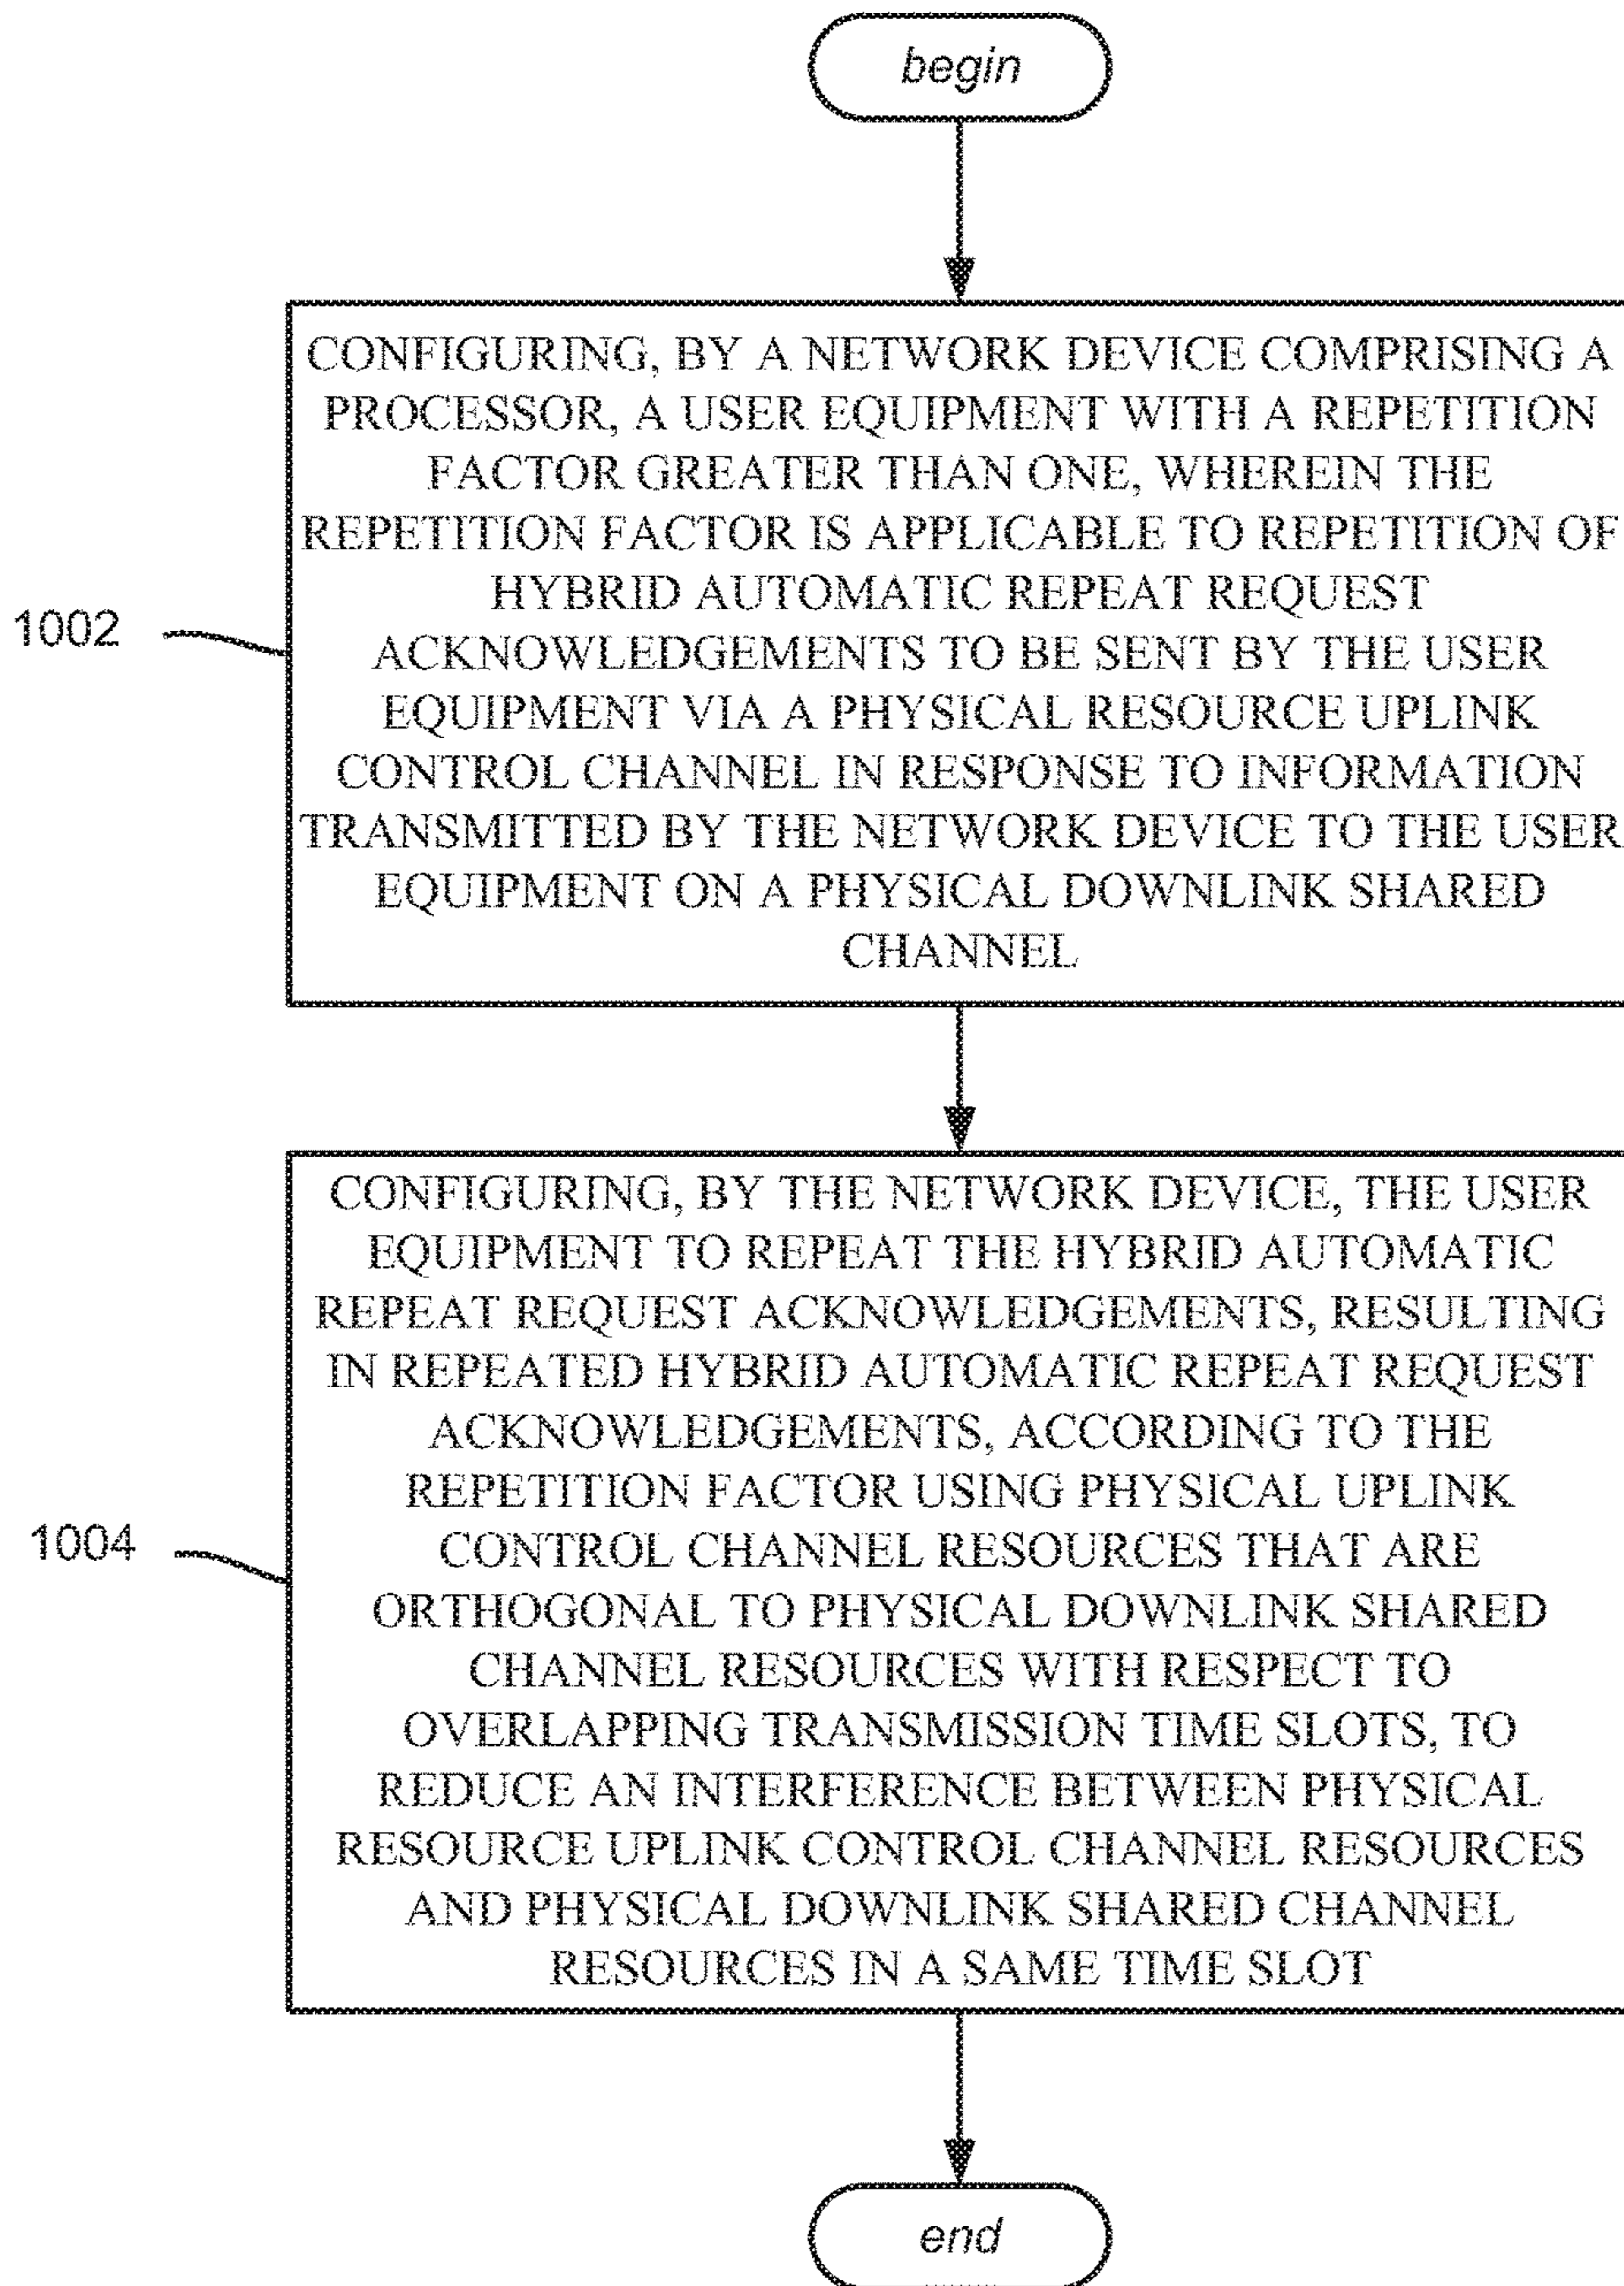 begin
CONFIGURING, BY A NETWORK DEVICE COMPRISING A
PROCESSOR, A USER EQUIPMENT WITH A REPETITION
FACTOR GREATER THAN ONE, WHEREIN THE
REPETITION FACTOR IS APPLICABLE TO REPETITION OF
HYBRID AUTOMATIC REPEAT REQUEST
1002
ACKNOWLEDGEMENTS TO BE SENT BY THE USER
EQUIPMENT VIA A PHYSICAL RESOURCE UPLINK
CONTROL CHANNEL IN RESPONSE TO INFORMATION
TRANSMITTED BY THE NETWORK DEVICE TO THE USER
EQUIPMENT ON A PHYSICAL DOWNLINK SHARED
CHANNEL
CONFIGURING, BY THE NETWORK DEVICE, THE USER
EQUIPMENT TO REPEAT THE HYBRID AUTOMATIC
REPEAT REQUEST ACKNOWLEDGEMENTS, RESULTING
IN REPEATED HYBRID AUTOMATIC REPEAT REQUEST
ACKNOWLEDGEMENTS, ACCORDING TO THE
REPETITION FACTOR USING PHYSICAL UPLINK
1004
CONTROL CHANNEL RESOURCES THAT ARE
ORTHOGONAL TO PHYSICAL DOWNLINK SHARED
CHANNEL RESOURCES WITH RESPECT TO
OVERLAPPING TRANSMISSION TIME SLOTS, TO
REDUCE AN INTERFERENCE BETWEEN PHYSICAL
RESOURCE UPLINK CONTROL CHANNEL RESOURCES
AND PHYSICAL DOWNLINK SHARED CHANNEL
RESOURCES IN A SAME TIME SLOT
end